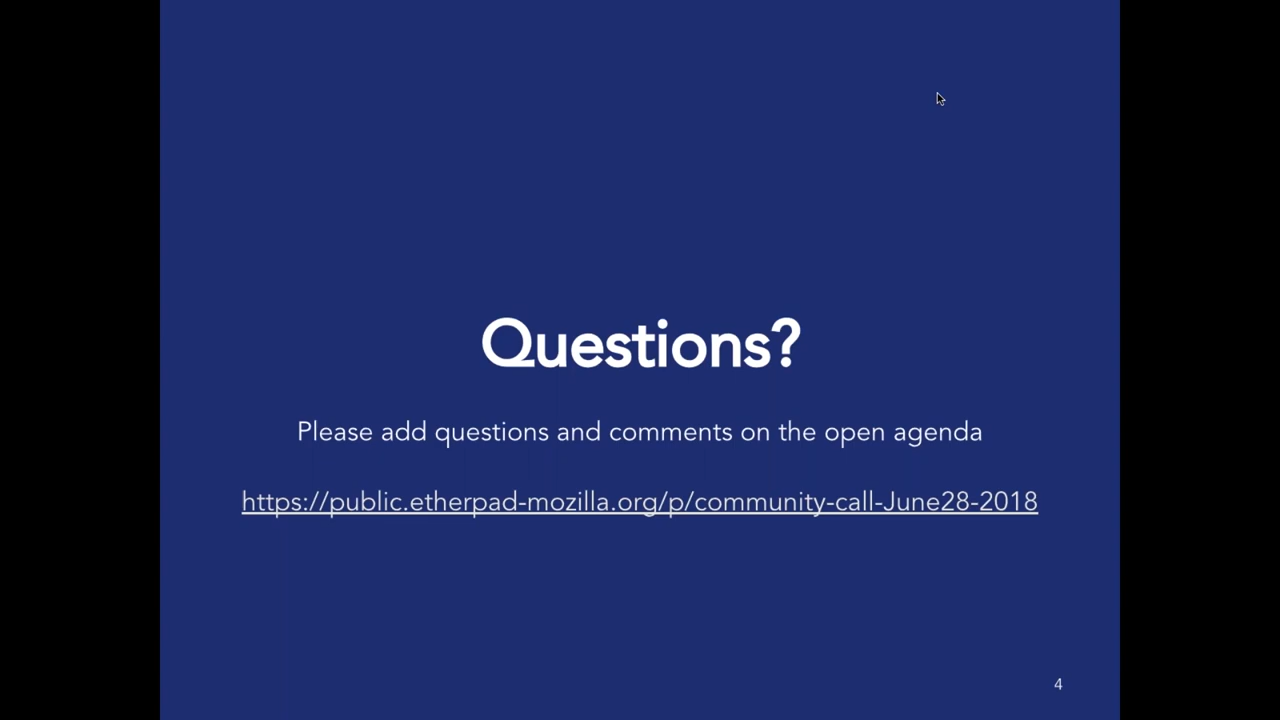 Questions?
Please add questions and comments on the open agenda
https://public.etherpad-mozilla.org/p/community-call-June28-2018
4